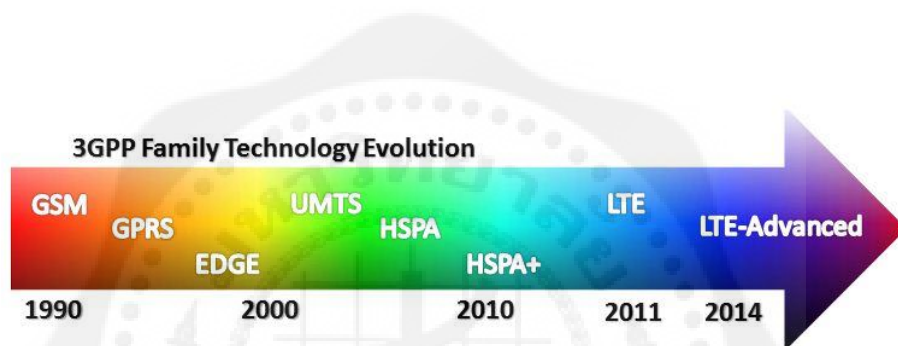 3GPP Family Technology Evolution
GSM
UMTS
LTE
GPRS
HSPA
LTE-Advanced
EDGE
HSPA+
1990
2000
2010
2011
2014